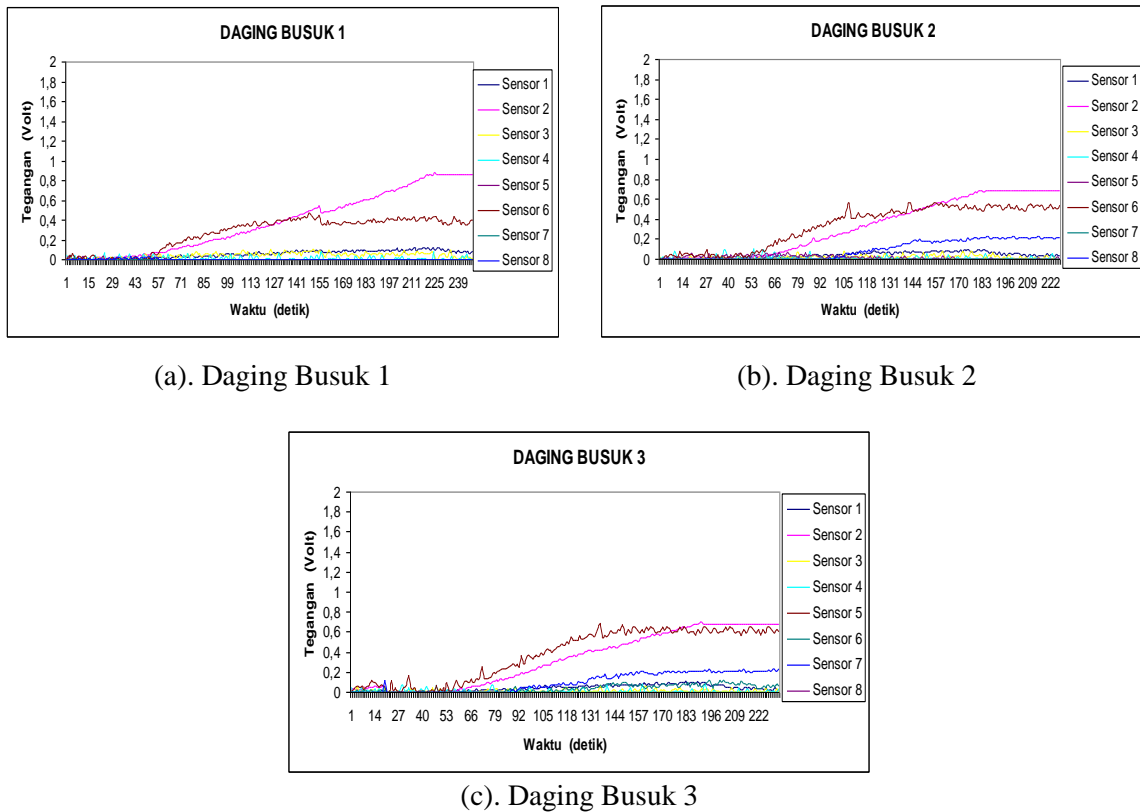 DAGING BUSUK 1
2
1,8
1,6
1,4
1,2
1
0,8
0,6
0,4
0,2
0
Tegangan (Volt)
1 15 29 43 57 71 85 99 113 127 141 155 169 183 197 211 225 239
Waktu (detik)
Sensor 1
Sensor 2
Sensor 3
Sensor 4
Sensor 5
Sensor 6
Sensor 7
Sensor 8
(a). Daging Busuk 1
DAGING BUSUK 2
2
1,8
1,6
1,4
1,2
1
0,8
0,6
0,4
0,2
0
Tegangan (Volt)
1 14 27 40 53 66 79 92 105 118 131 144 157 170 183 196 209 222
Waktu (detik)
Sensor 1
Sensor 2
Sensor 3
Sensor 4
Sensor 5
Sensor 6
Sensor 7
Sensor 8
(b). Daging Busuk 2
DAGING BUSUK 3
2
1,8
1,6
1,4
1,2
1
0,8
0,6
0,4
0,2
0
Tegangan (Volt)
1 14 27 40 53 66 79 92 105 118 131 144 157 170 183 196 209 222
Waktu (detik)
Sensor 1
Sensor 2
Sensor 3
Sensor 4
Sensor 5
Sensor 6
Sensor 7
Sensor 8
(c). Daging Busuk 3